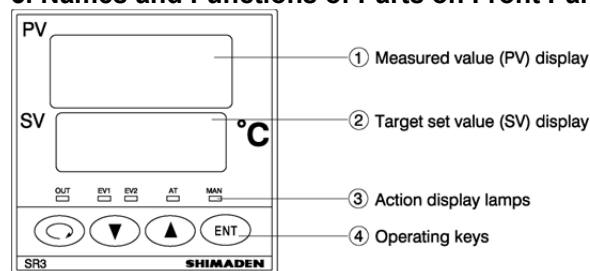 PV
① Measured value (PV) display
SV
② Target set value (SV) display
°C
OUT EV1 EV2 AT MAN
③ Action display lamps
ENT
④ Operating keys
SR3 SHIMADEN